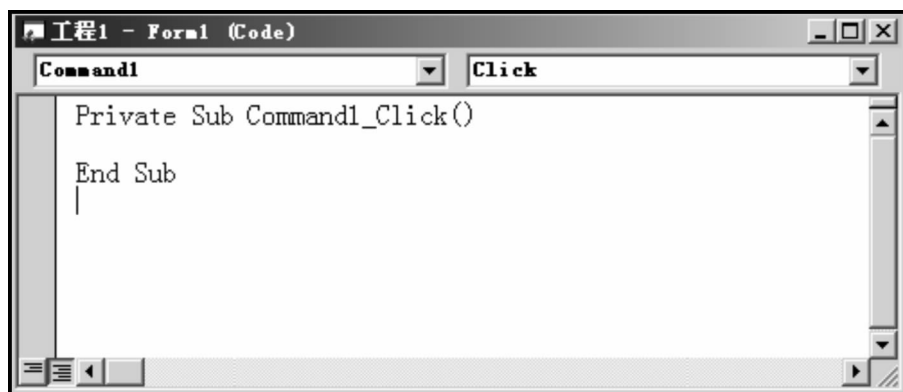 工程1 - Form1 (Code)
Command1
Click
Private Sub Command1_Click()
End Sub